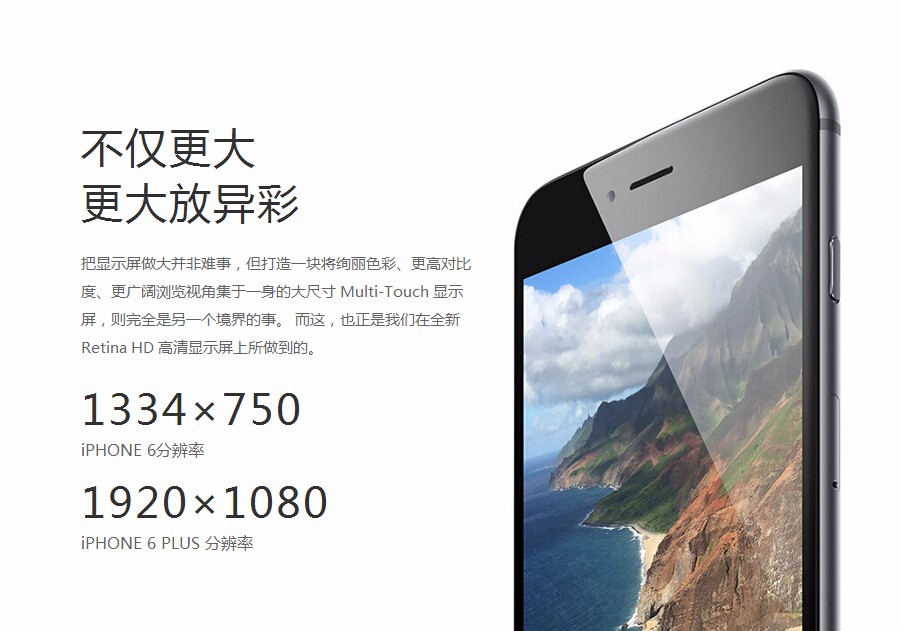 不仅更大
更大放异彩
把显示屏做大并非难事，但打造一块将绚丽色彩、更高对比
度、更广阔浏览视角集于一身的大尺寸 Multi-Touch 显示
屏，则完全是另一个境界的事。 而这，也正是我们在全新
Retina HD 高清显示屏上所做到的。
1334×750
iPHONE 6分辨率
1920×1080
iPHONE 6 PLUS 分辨率